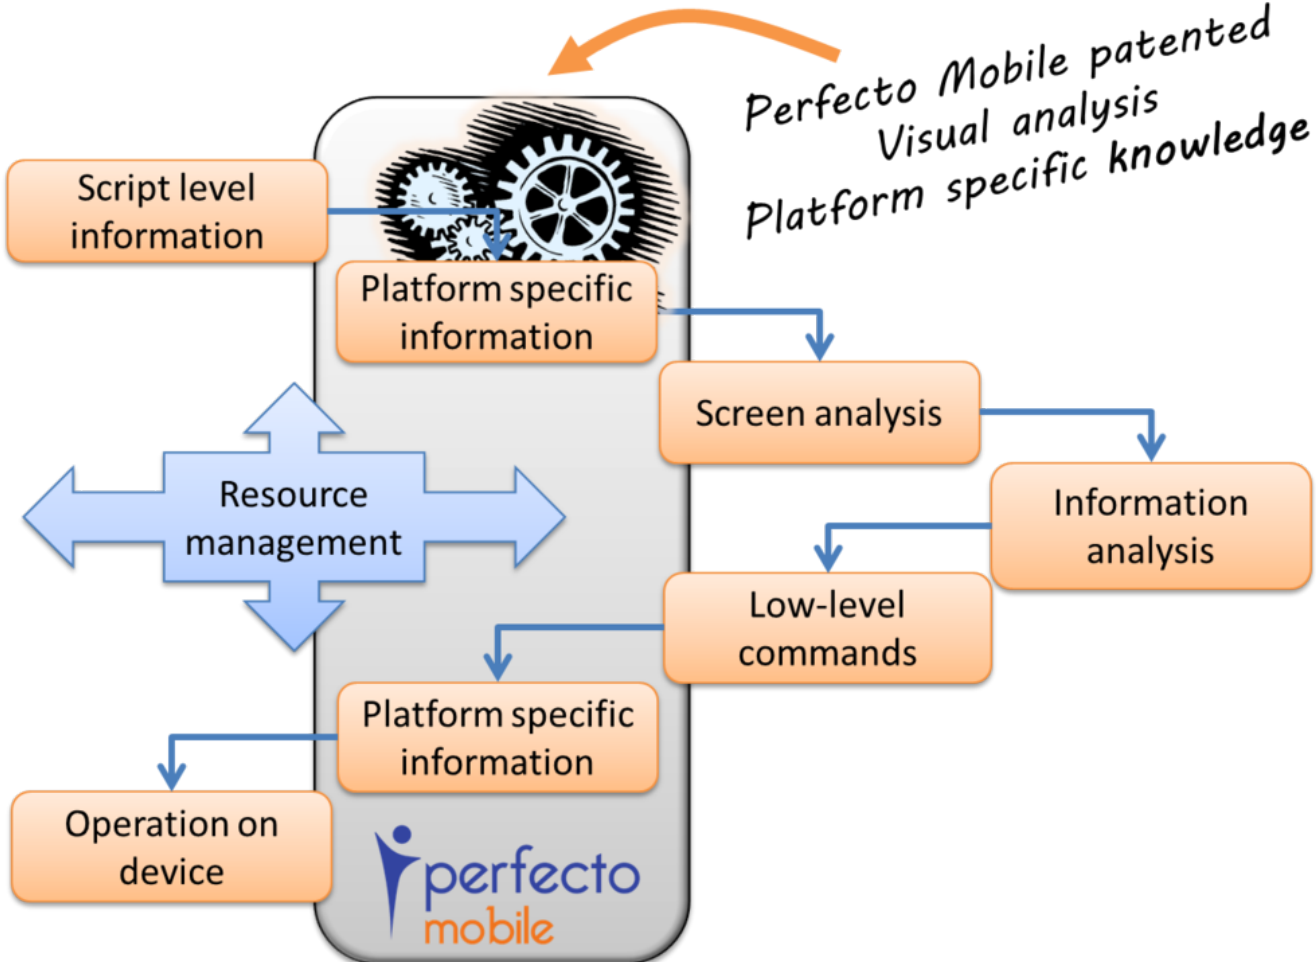 Perfecto Mobile patented
Visual analysis
Platform specific knowledge
Script level
information
Platform specific
information
Screen analysis
Information
analysis
Resource
management
Low-level
commands
Platform specific
information
Operation on
device
perfecto
mobile